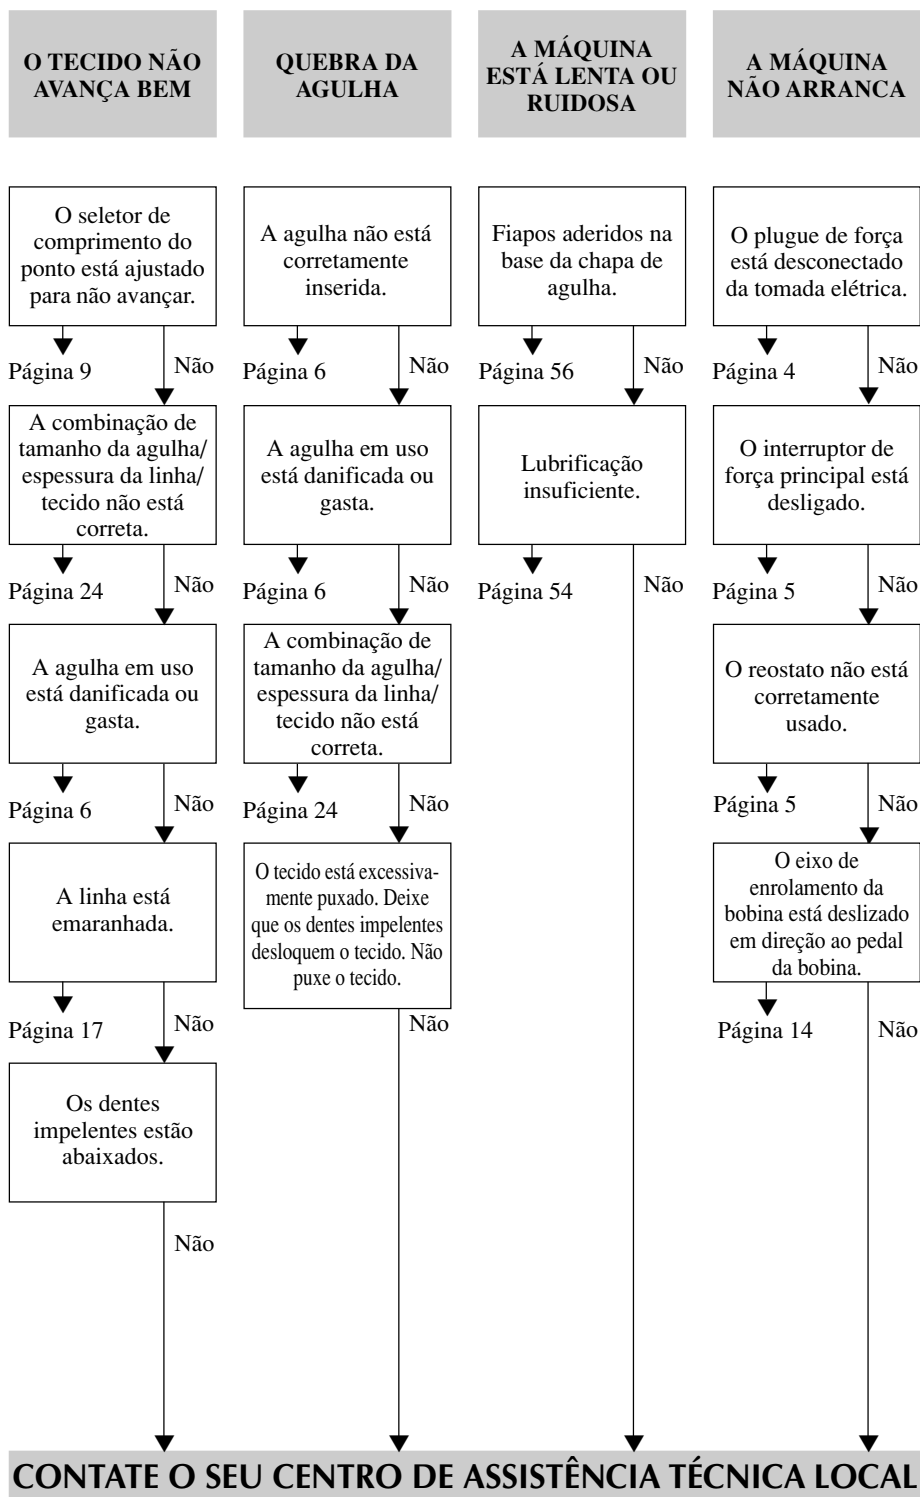 O TECIDO NÃO
AVANÇA BEM
O seletor de
comprimento do
ponto está ajustado
para não avançar.
Página 9
Não
A combinação de
tamanho da agulha/
espessura da linha/
tecido não está
correta.
Página 24
Não
A agulha em uso
está danificada ou
gasta.
Página 6
Não
A linha está
emaranhada.
Página 17
Não
Os dentes
impelentes estão
abaixados.
Não
QUEBRA DA
AGULHA
A agulha não está
corretamente
inserida.
Página 6
Não
A agulha em uso
está danificada ou
gasta.
Página 6
Não
A combinação de
tamanho da agulha/
espessura da linha/
tecido não está
correta.
Página 24
Não
O tecido está excessiva-
mente puxado. Deixe
que os dentes impelentes
desloquem o tecido. Não
puxe o tecido.
Não
A MÁQUINA
ESTÁ LENTA OU
RUIDOSA
Fiapos aderidos na
base da chapa de
agulha.
Página 56
Não
Lubrificação
insuficiente.
Página 54
Não
A MÁQUINA
NÃO ARRANCA
O plugue de força
está desconectado
da tomada elétrica.
Página 4
Não
O interruptor de
força principal está
desligado.
Página 5
Não
O reostato não está
corretamente
usado.
Página 5
Não
O eixo de
enrolamento da
bobina está deslizado
em direção ao pedal
da bobina.
Página 14
Não
CONTATE O SEU CENTRO DE ASSISTÊNCIA TÉCNICA LOCAL